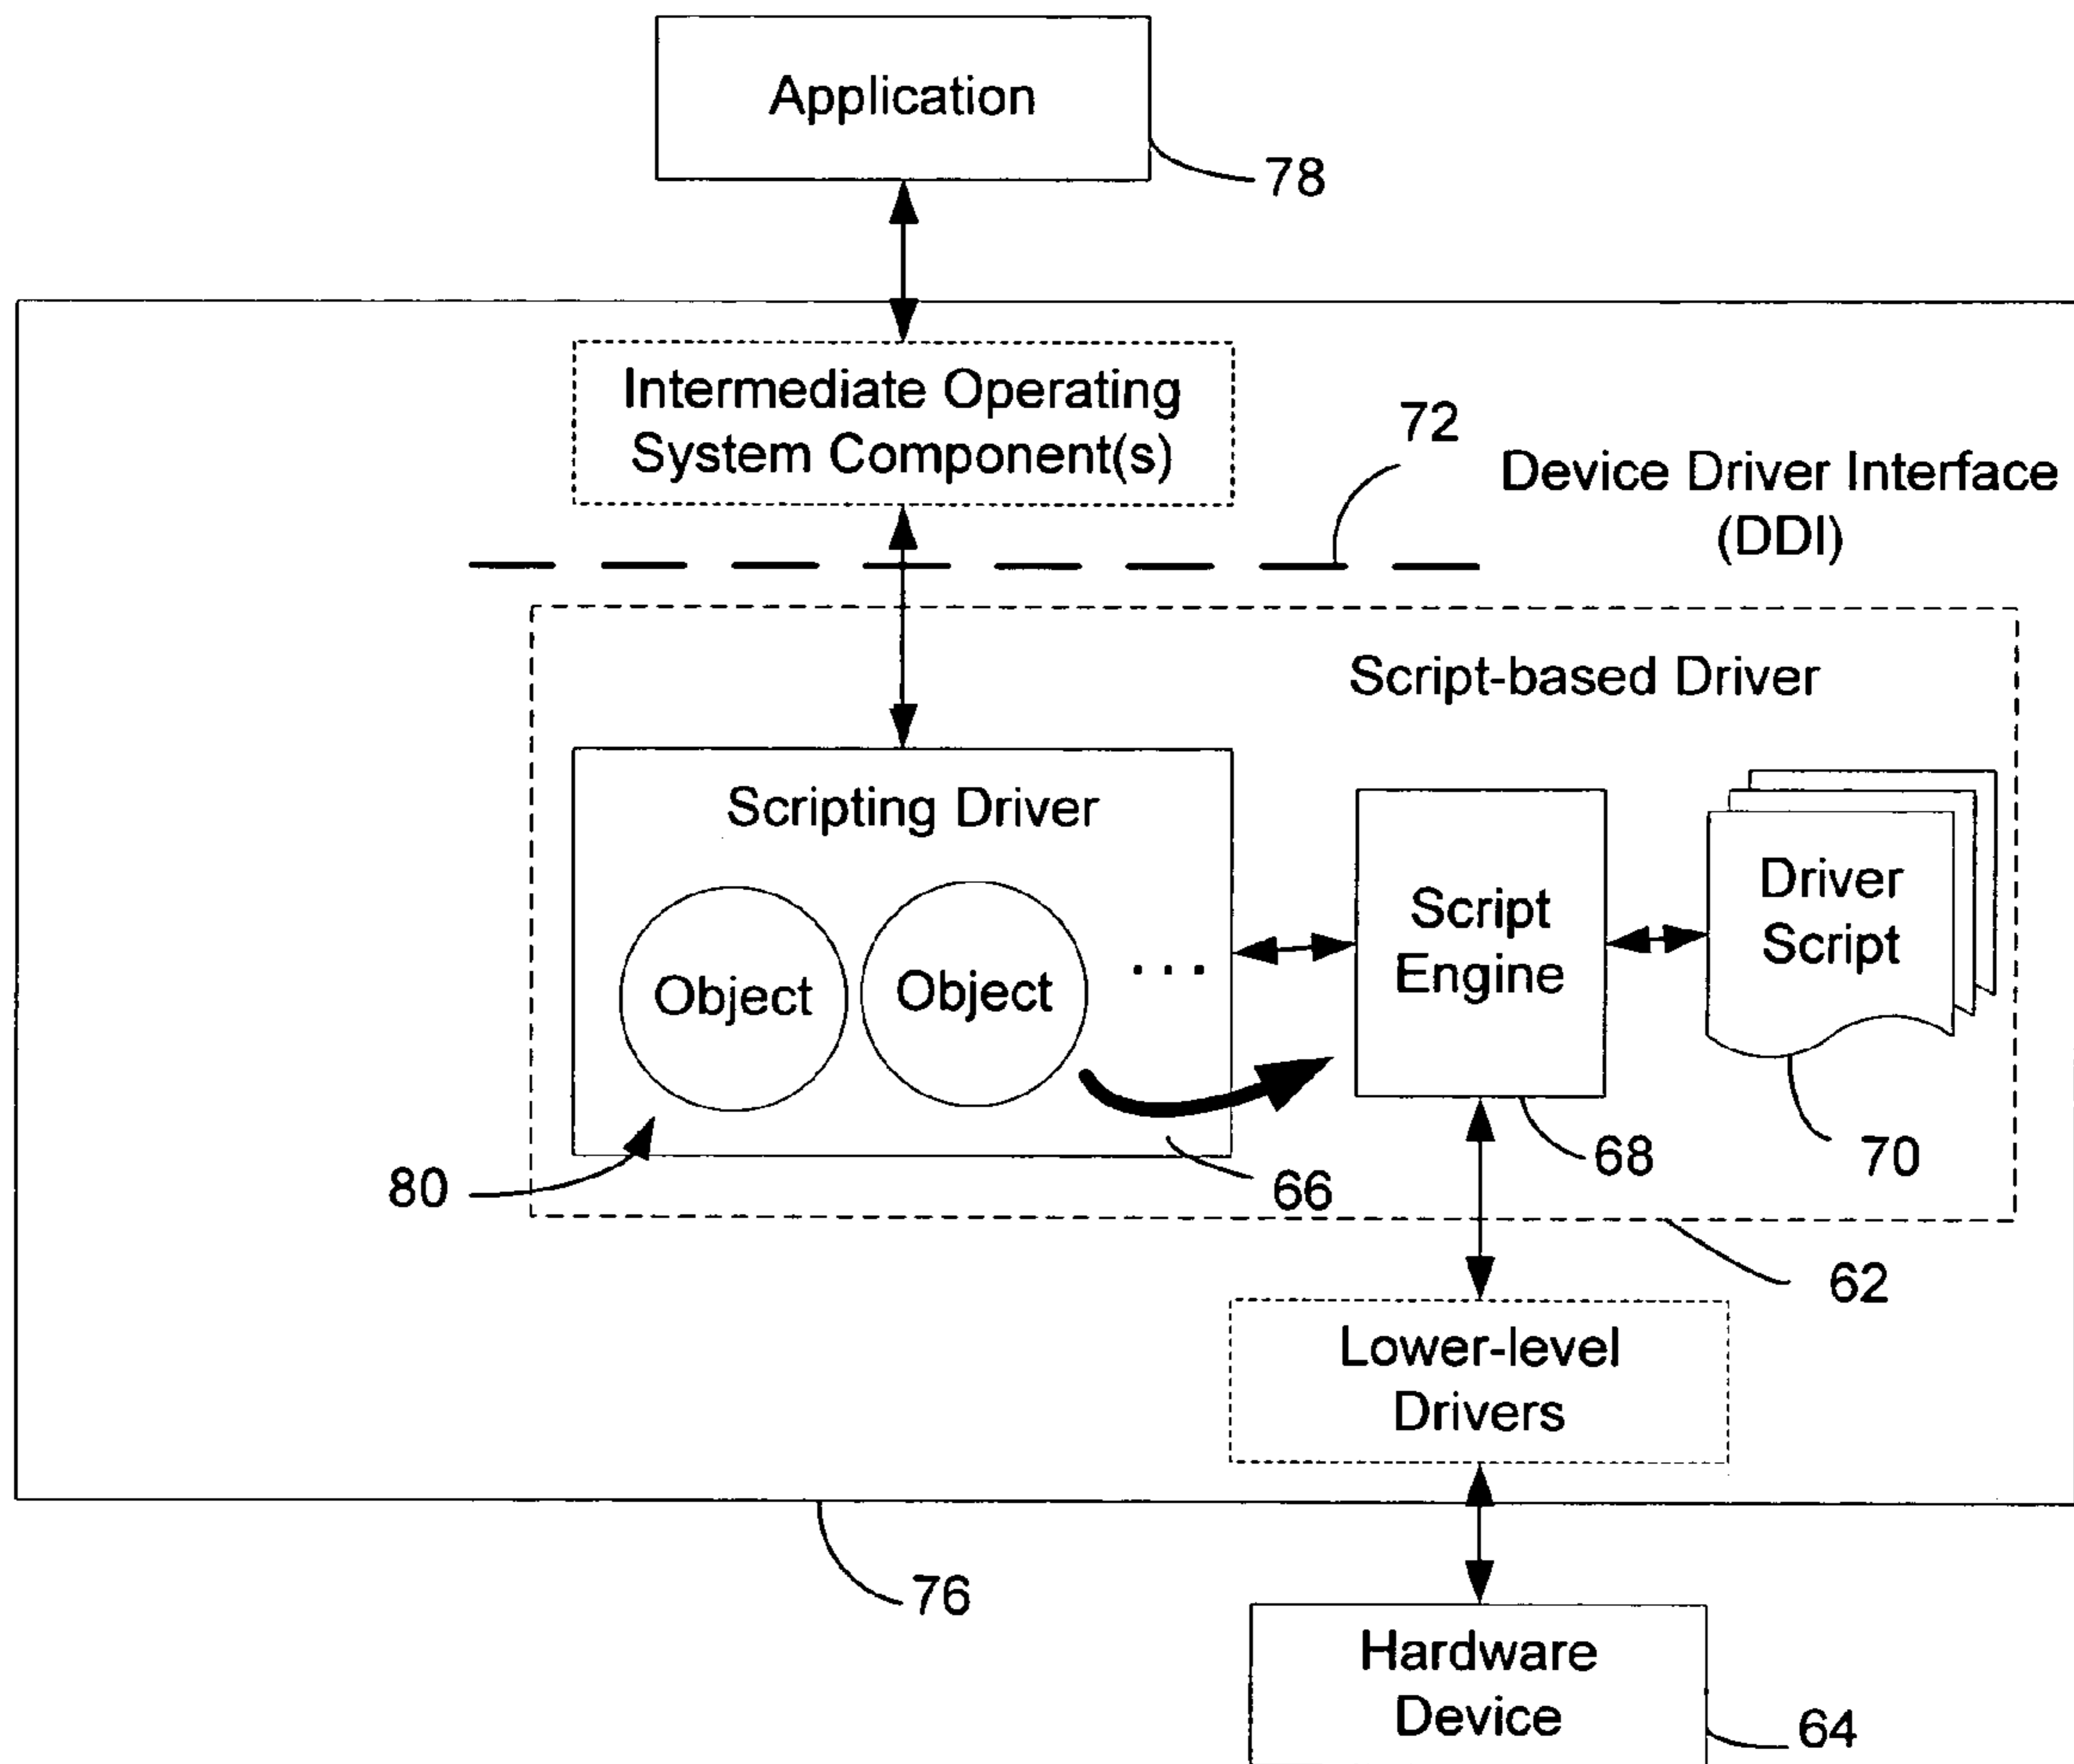 Application
78
Intermediate Operating
System Component(s)
72
Device Driver Interface
(DDI)
Script-based Driver
Scripting Driver
Object
Object
...
Script
Engine
Driver
Script
80
66
68
70
62
Lower-level
Drivers
76
Hardware
Device
64